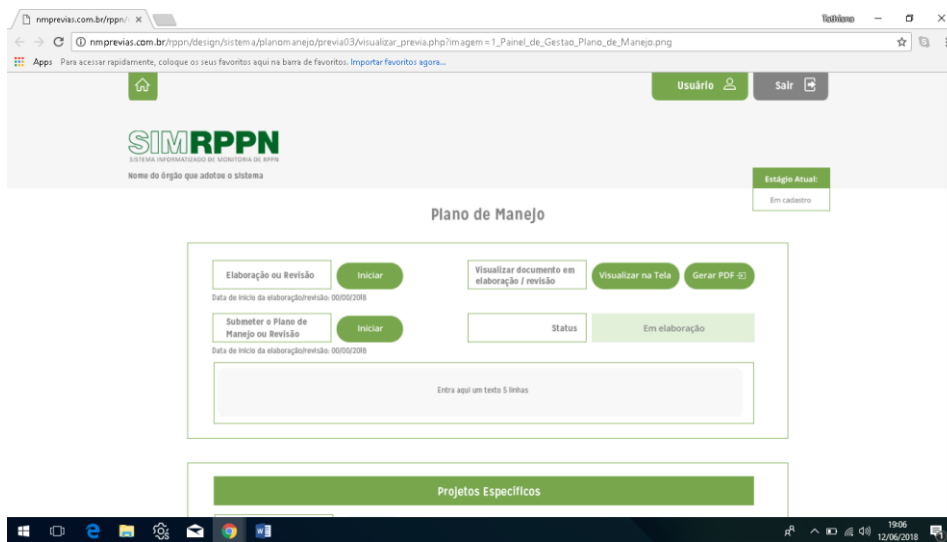 nmprevias.com.br/rppn/
Tathiane
nmprevias.com.br/rppn/design/sistema/planomanejo/previa03/visualizar_previa.php?imagem=1_Painel_de_Gestao_Plano_de_Manejo.png
Apps Para acessar rapidamente, coloque os seus favoritos aqui na barra de favoritos. Importar favoritos agora...
Usuário
Sair
SIMRPPN
SISTEMA INFORMATIZADO DE MONITORIA DE RPPN
Nome do órgão que adotou o sistema
Estágio Atual:
Em cadastro
Plano de Manejo
Elaboração ou Revisão
Iniciar
Visualizar documento em
elaboração / revisão
Visualizar na Tela
Gerar PDF
Data de início da elaboração/revisão: 00/00/2018
Submeter o Plano de
Manejo ou Revisão
Iniciar
Status
Em elaboração
Data de início da elaboração/revisão: 00/00/2018
Entra aqui um texto 5 linhas
Projetos Específicos
19:06
12/06/2018